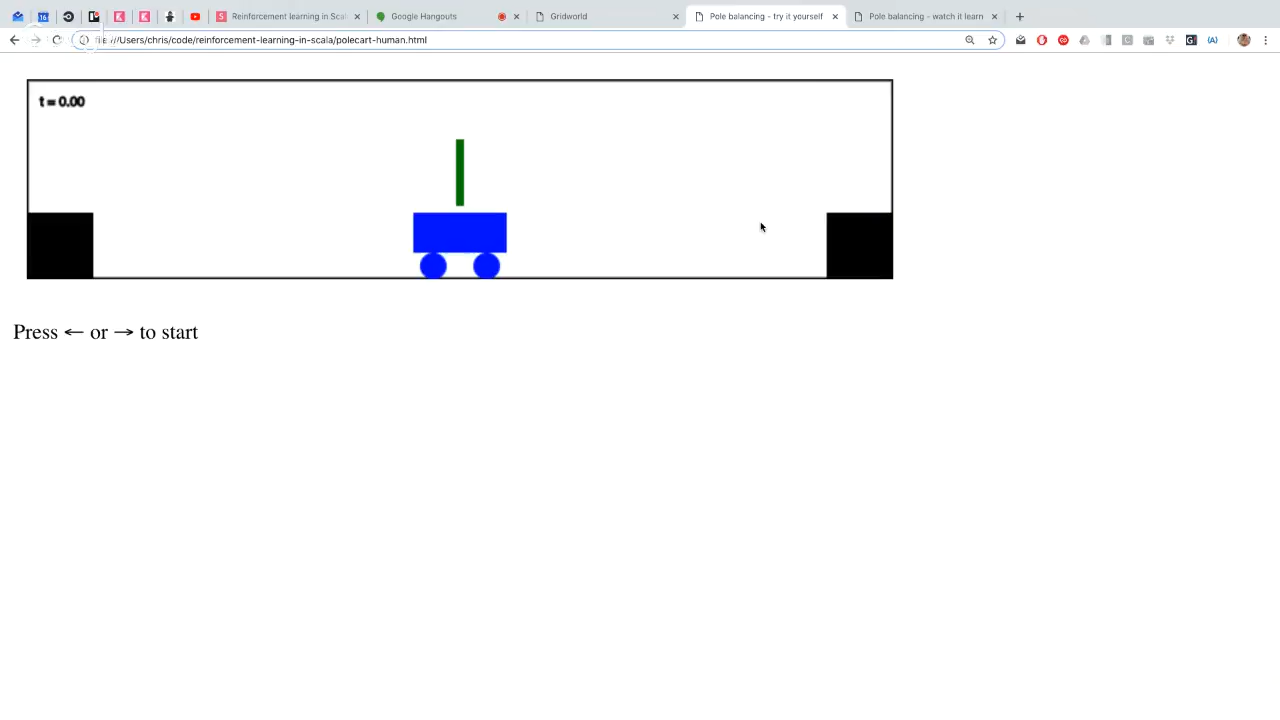 Reinforcement learning in Scal
Google Hangouts
Gridworld
Pole balancing - try it yourself
Pole balancing - watch it learn
file:///Users/chris/code/reinforcement-learning-in-scala/polecart-human.html
t = 0.00
Press ← or → to start